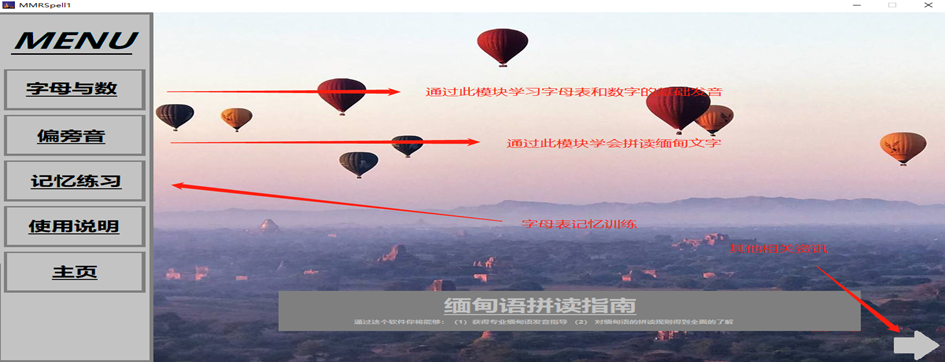 MMRSpell1
MENU
字母与数
偏旁音
记忆练习
使用说明
主页
通过此模块学习字母表和数字的基础发音
通过此模块学会拼读缅甸文字
字母表记忆训练
其他相关资讯
缅甸语拼读指南
通过这个软件你将能够:(1) 获得专业缅甸语发音指导 (2) 对缅甸语的拼读规则得到全面的了解